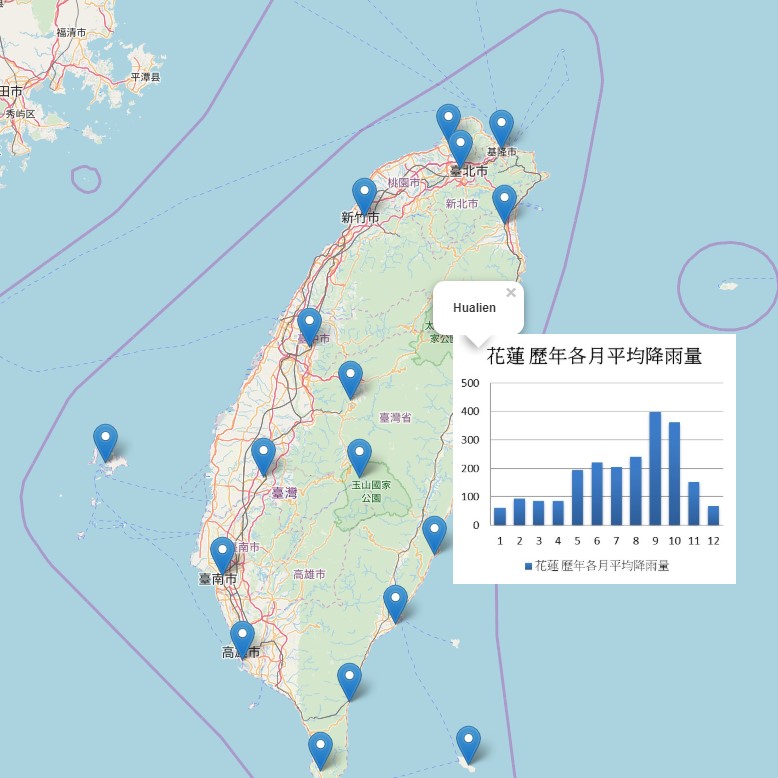 福清市
平潭县
田市
秀屿区
基隆市
臺北市
桃園市
新北市
新竹市
Hualien
×
中市
花蓮 歷年各月平均降雨量
500
400
300
200
100
0
1 2 3 4 5 6 7 8 9 10 11 12
花蓮 歷年各月平均降雨量
臺灣省
玉山國家
公園
臺灣
南市
臺南市
高雄市
高雄市